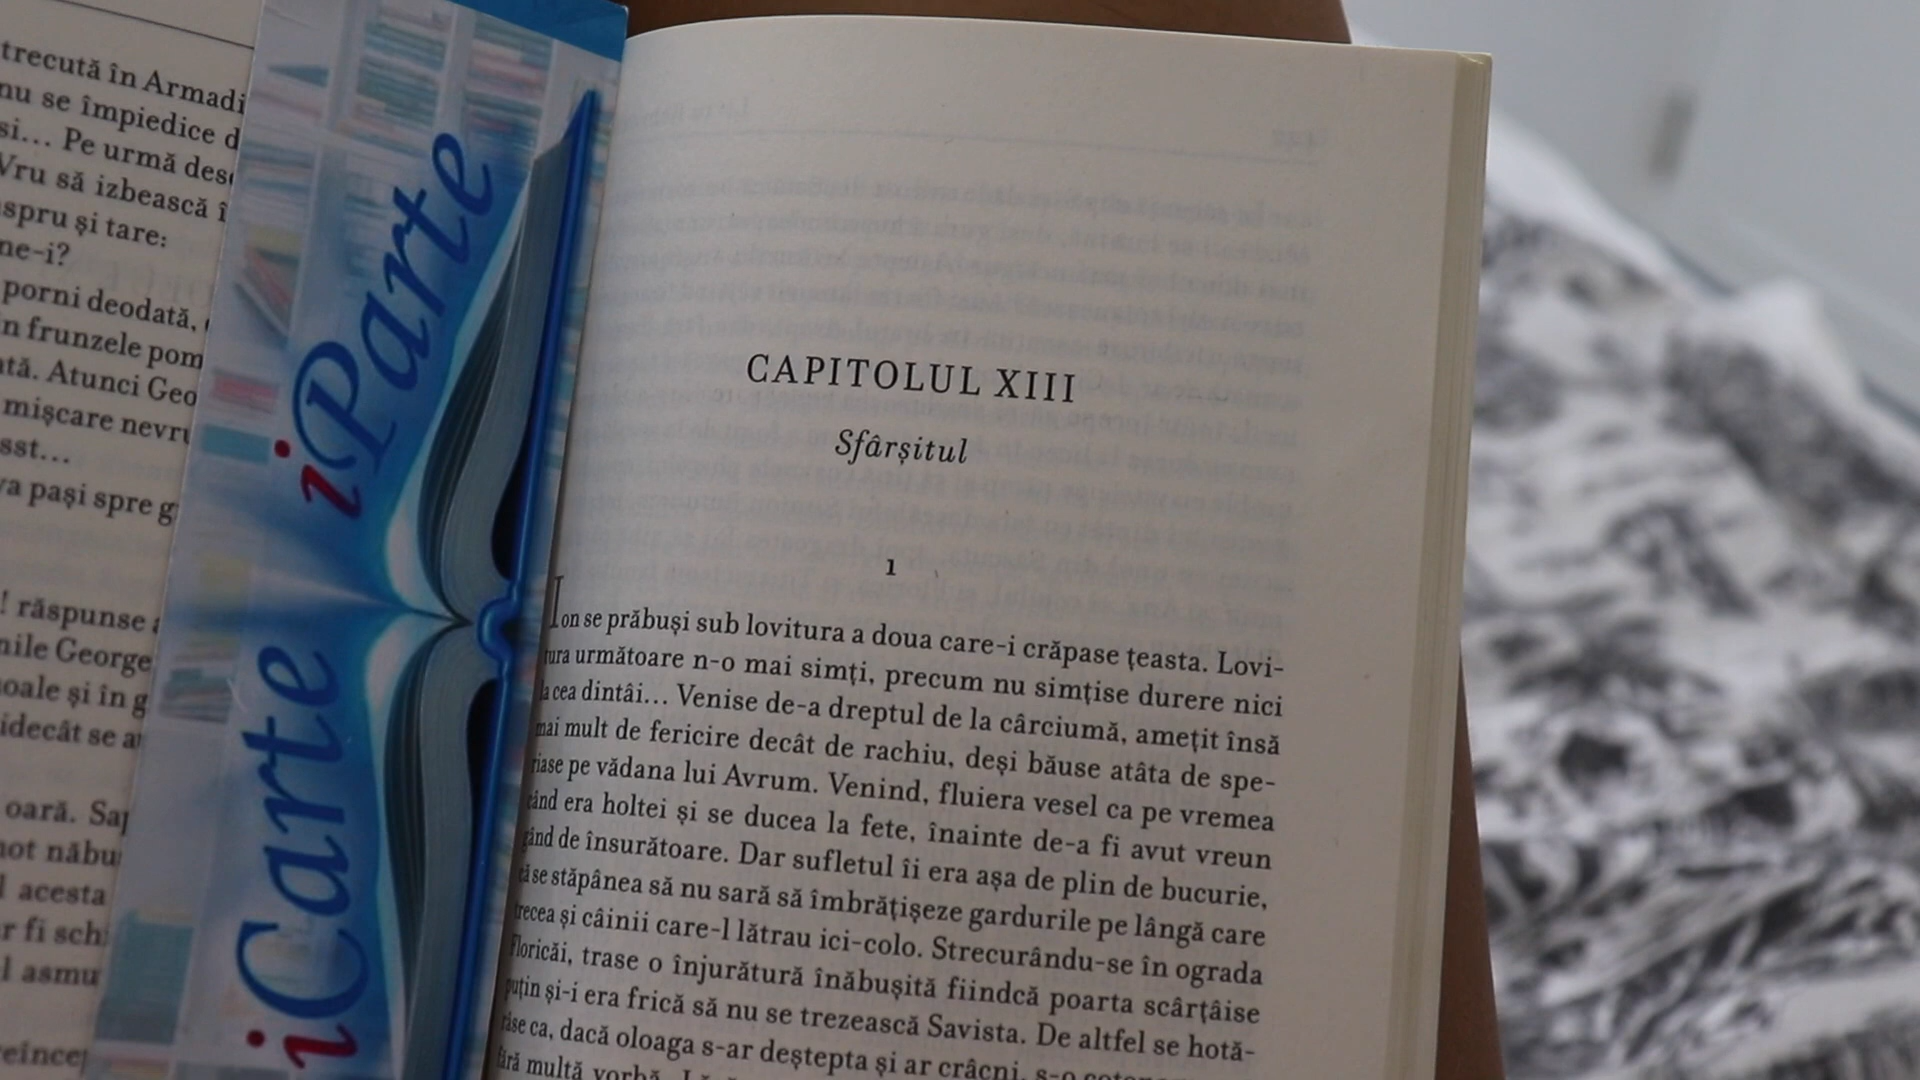 trecută în Armadi
nu se împiedice d
si... Pe urmă des
Vru să izbească î
spru și tare:
ne-i?
porni deodată,
n frunzele pom
tă. Atunci Geo
mișcare nevru
sst...
va pași spre g
! răspunse a
nile George
oale și în g
idecât se a
oară. Sap
not năbu
l acesta
r fi schi
l asmu
reîncep
iParte
iCarte
CAPITOLUL XIII
Sfârșitul
1
Ion se prăbuși sub lovitura a doua care-i crăpase țeasta. Lovi-
tura următoare n-o mai simți, precum nu simțise durere nici
la cea dintâi... Venise de-a dreptul de la cârciumă, amețit însă
mai mult de fericire decât de rachiu, deși băuse atâta de spe-
riase pe vădana lui Avrum. Venind, fluiera vesel ca pe vremea
când era holtei și se ducea la fete, înainte de-a fi avut vreun
gând de însurătoare. Dar sufletul îi era așa de plin de bucurie,
că se stăpânea să nu sară să îmbrățișeze gardurile pe lângă care
trecea și câinii care-l lătrau ici-colo. Strecurându-se în ograda
Floricăi, trase o înjurătură înăbușită fiindcă poarta scârțâise
puțin și-i era frică să nu se trezească Savista. De altfel se hotă-
râse ca, dacă oloaga s-ar deștepta și ar crâcni, s-o
fără multă vorbă.